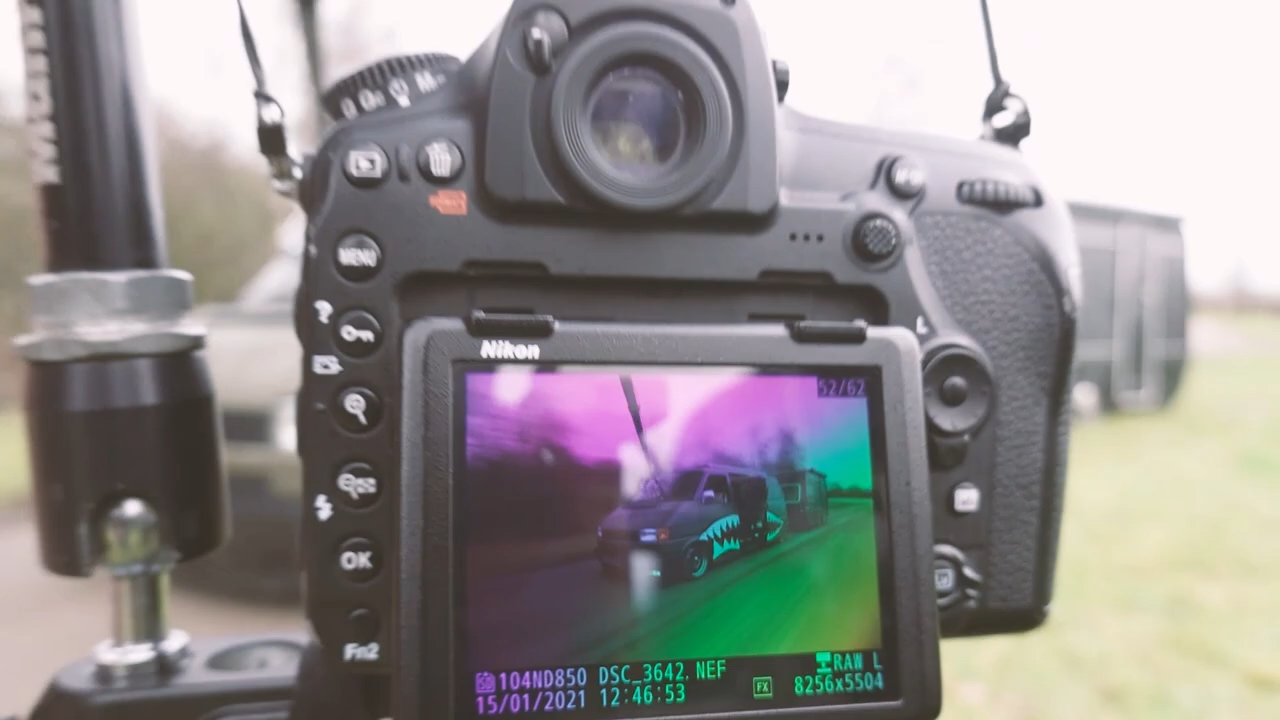 MENU
L
Nikon
52/62
OK
Fn2
104ND850 DSC_3642.NEF
RAW L
15/01/2021 12:46:53
FX
8256x5504